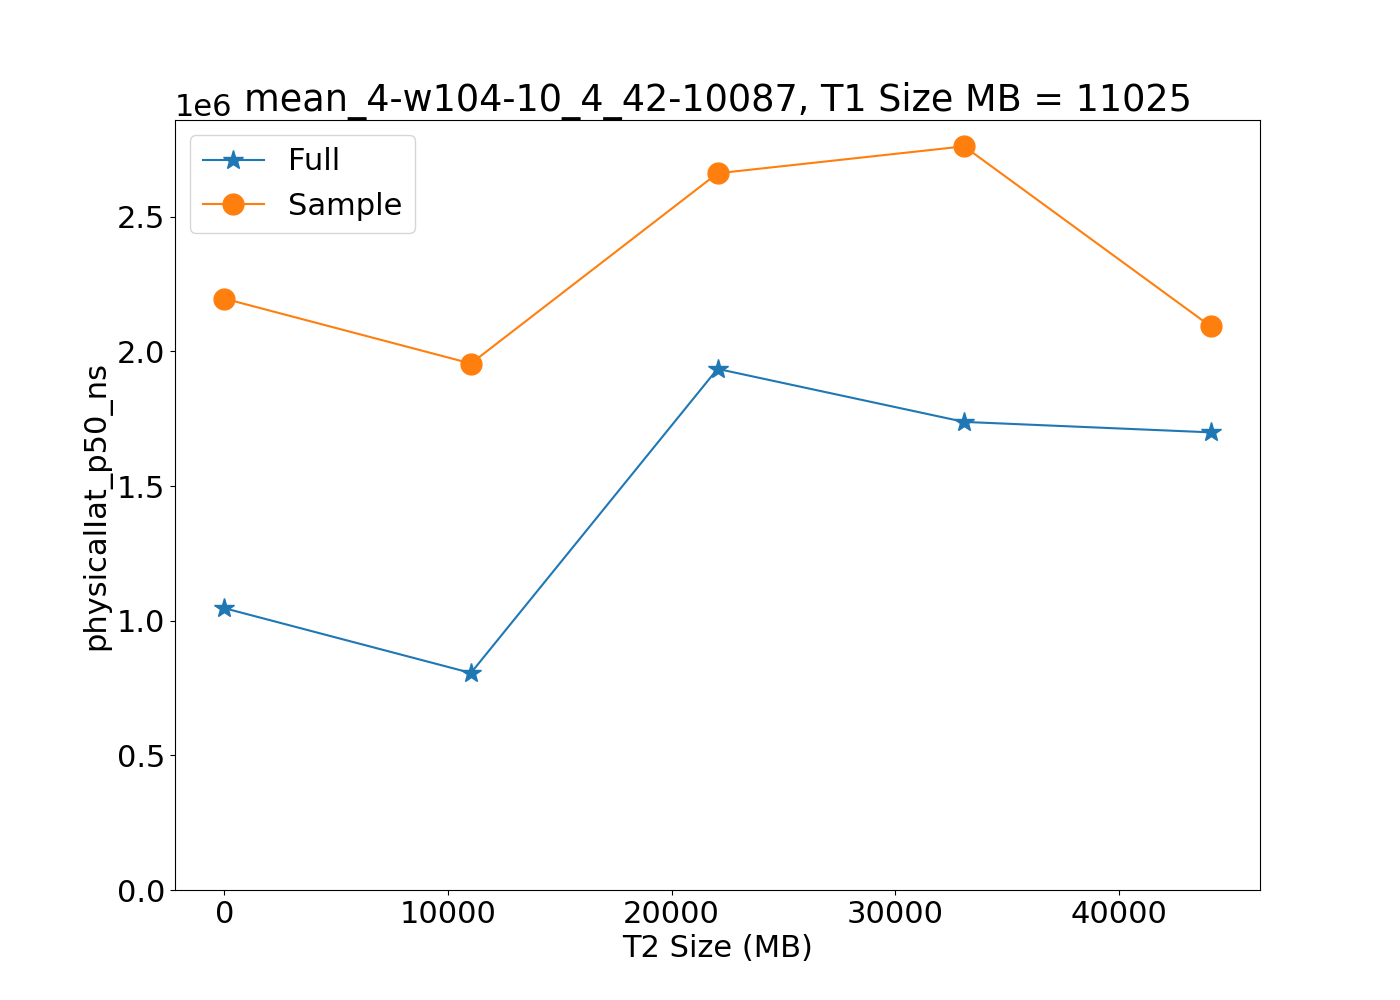 1e6
mean_4-w104-10_4_42-10087, T1 Size MB = 11025
Full
Sample
2.5
2.0
1.5
1.0
0.5
0.0
physicallat_p50_ns
0 10000 20000 30000 40000
T2 Size (MB)